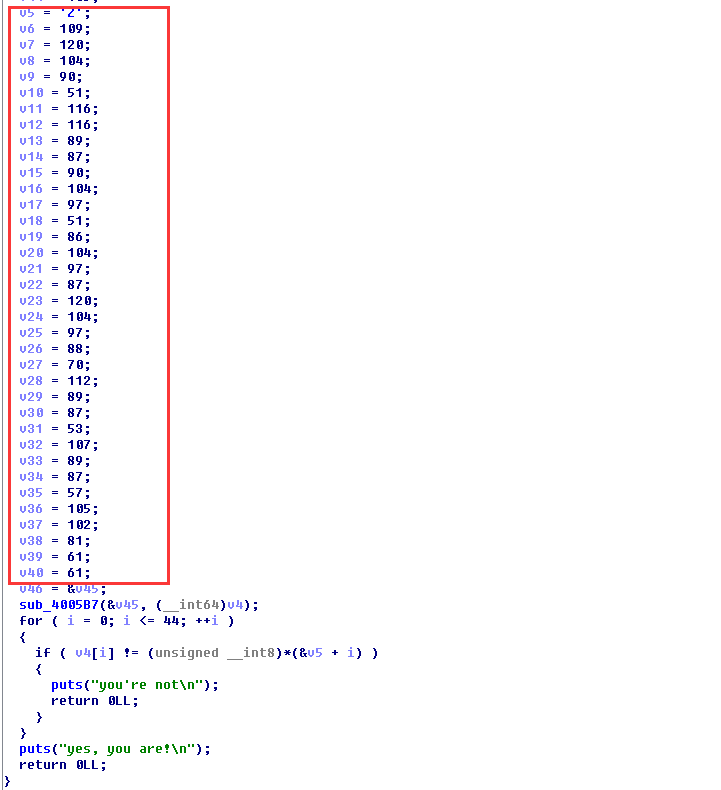 v5 = '2';
v6 = 109;
v7 = 120;
v8 = 104;
v9 = 90;
v10 = 51;
v11 = 116;
v12 = 116;
v13 = 89;
v14 = 87;
v15 = 90;
v16 = 104;
v17 = 97;
v18 = 51;
v19 = 86;
v20 = 104;
v21 = 97;
v22 = 87;
v23 = 120;
v24 = 104;
v25 = 97;
v26 = 88;
v27 = 70;
v28 = 112;
v29 = 89;
v30 = 87;
v31 = 53;
v32 = 107;
v33 = 89;
v34 = 87;
v35 = 57;
v36 = 105;
v37 = 102;
v38 = 81;
v39 = 61;
v40 = 61;
v46 = &v45;
sub_4005B7(&v45, (__int64)v4);
for ( i = 0; i <= 44; ++i )
{
if ( v4[i] != (unsigned __int8)*(&v5 + i) )
{
puts("you're not\n");
return 0LL;
}
}
puts("yes, you are!\n");
return 0LL;
}